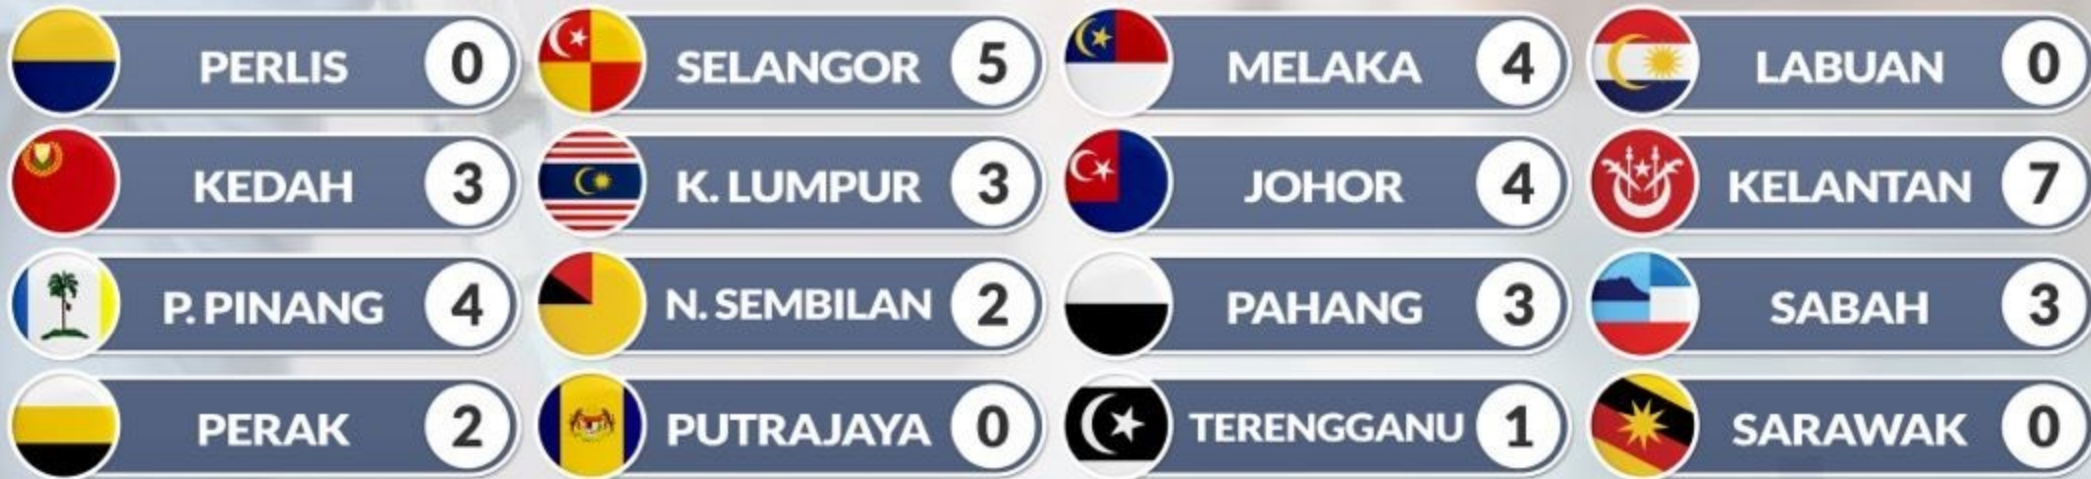 PERLIS 0
KEDAH 3
P. PINANG 4
PERAK 2
SELANGOR 5
K. LUMPUR 3
N. SEMBILAN 2
PUTRAJAYA 0
MELAKA 4
JOHOR 4
PAHANG 3
TERENGGANU 1
LABUAN 0
KELANTAN 7
SABAH 3
SARAWAK 0